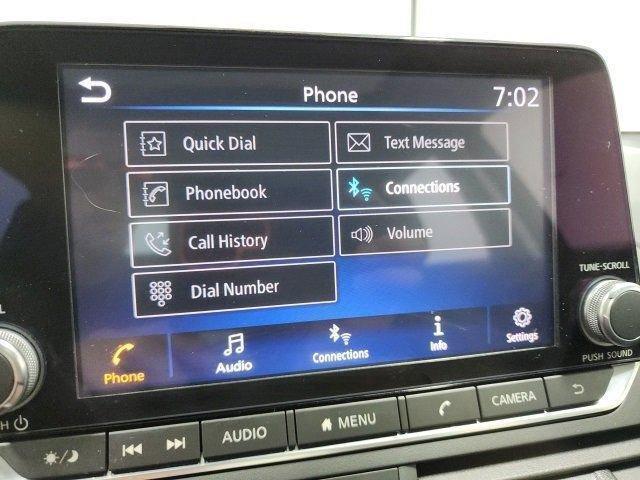 Phone 7:02
Quick Dial
Text Message
Phonebook
Connections
Call History
Volume
Dial Number
Phone
Audio
Connections
Info
Settings
TUNE-SCROLL
PUSH SOUND
AUDIO
MENU
CAMERA